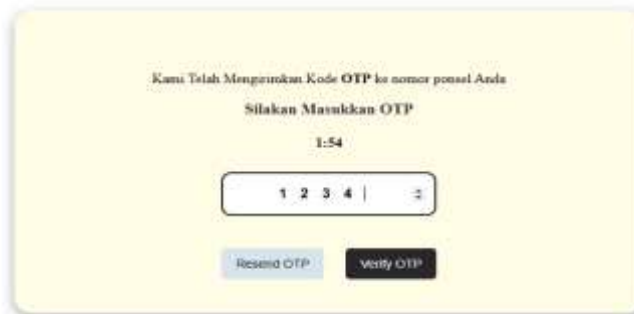 Kami Telah Mengirimkan Kode OTP ke nomor ponsel Anda
Silakan Masukkan OTP
1:54
1 2 3 4
Resend OTP Verify OTP